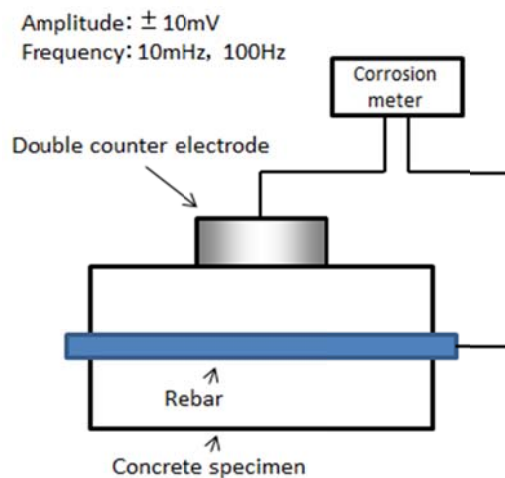 Amplitude: ± 10mV
Frequency: 10mHz, 100Hz
Corrosion
meter
Double counter electrode
Rebar
Concrete specimen